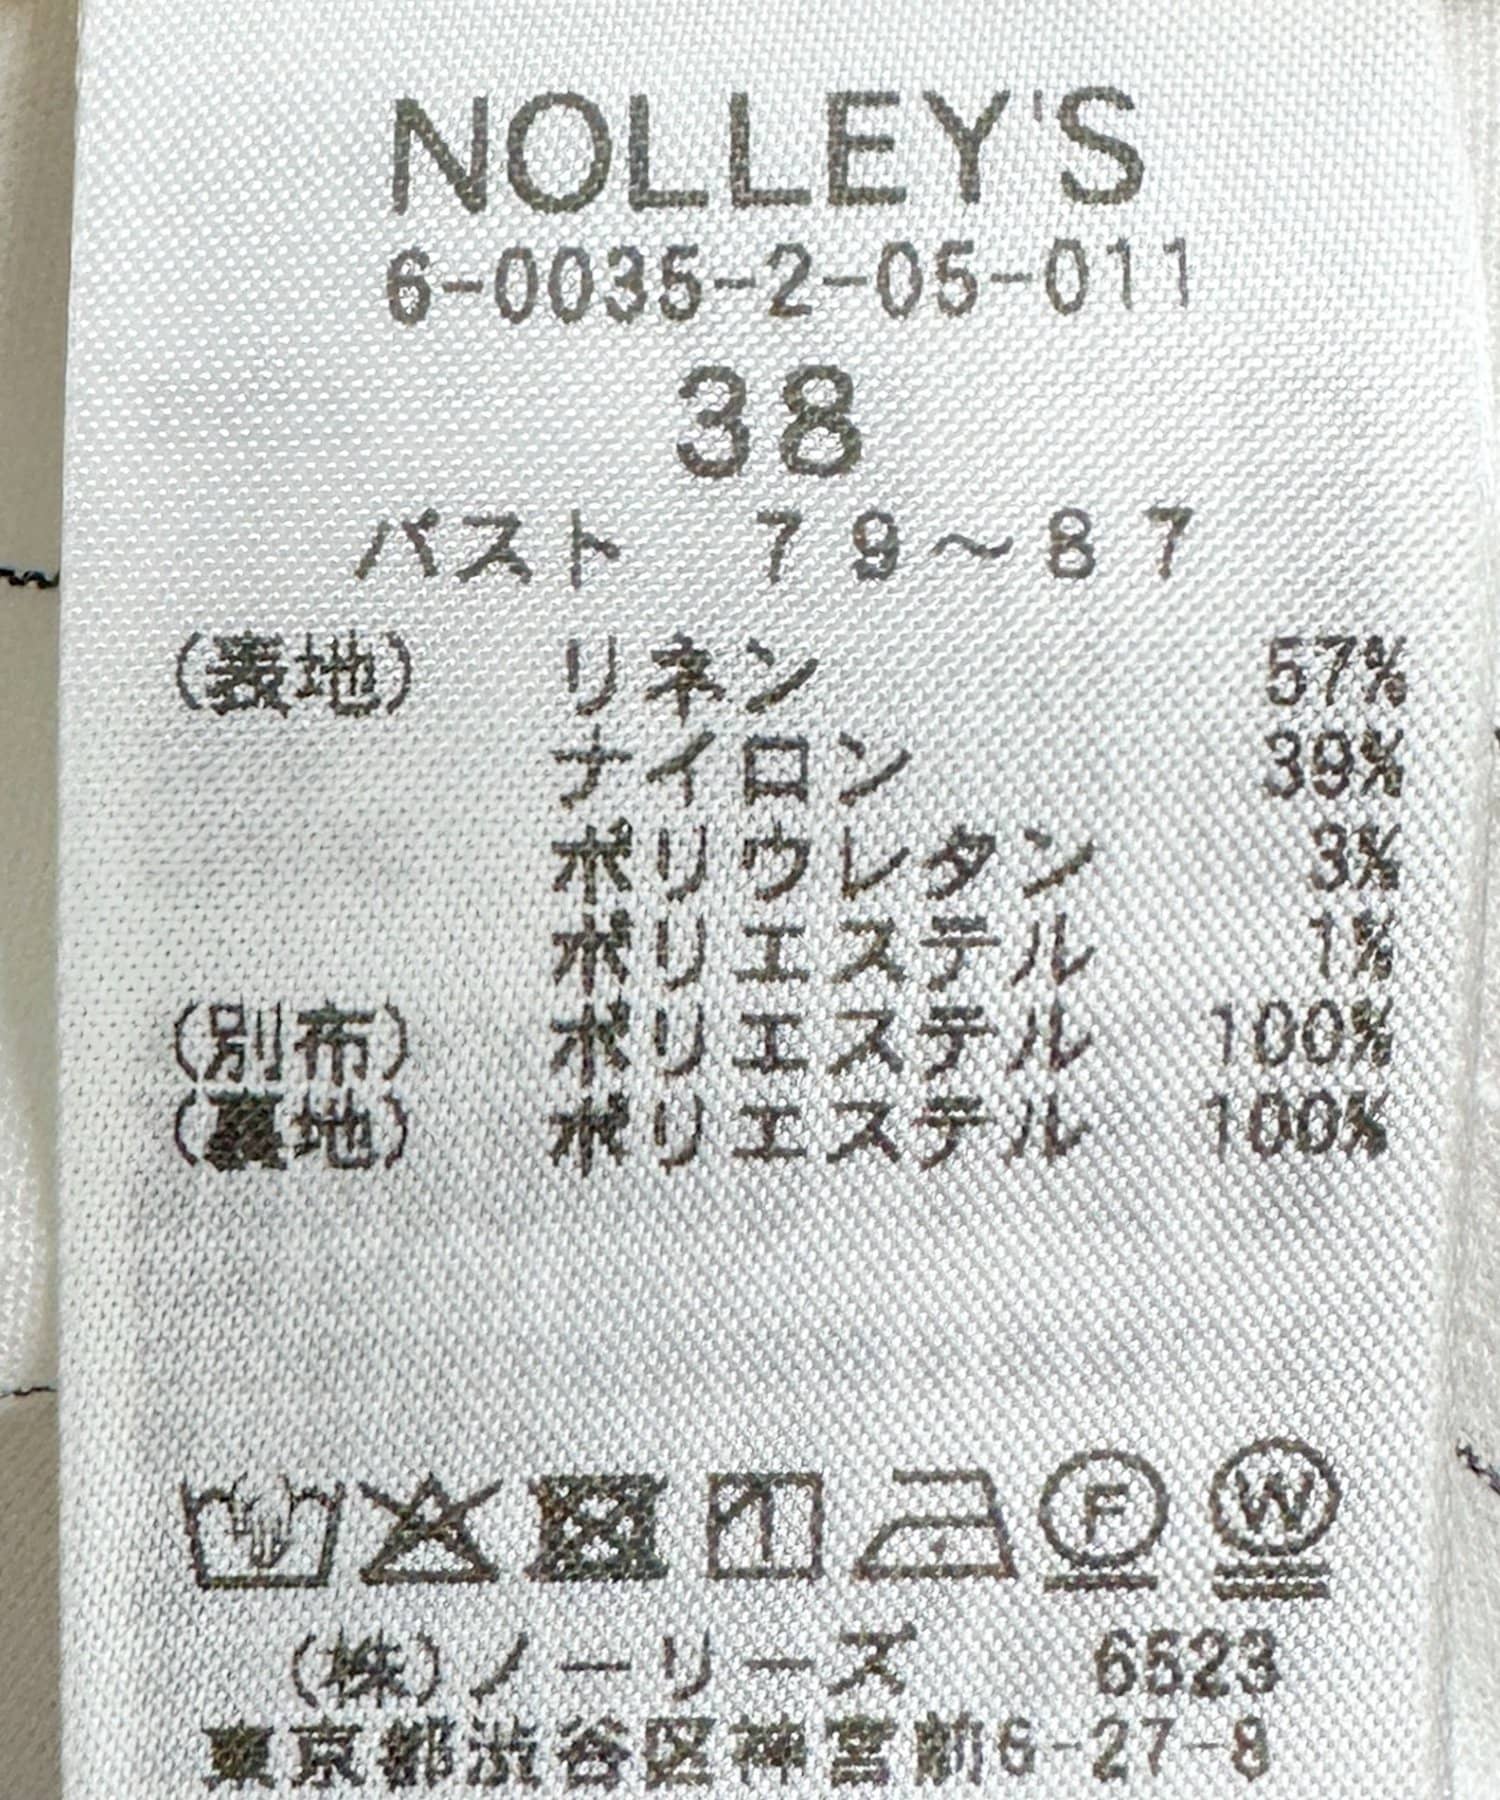 NOLLEY'S
6-0035-2-05-011
38
バスト 79～87
(表地) リネン 57%
ナイロン 39%
ポリウレタン 3%
ポリエステル 1%
(別布) ポリエステル 100%
(裏地) ポリエステル 100%
F W
(株)ノーリーズ 6523
東京都渋谷区神宮前6-27-8